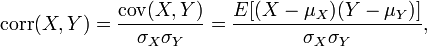 corr(X, Y) = cov(X, Y) / σ_X σ_Y = E[(X − μ_X)(Y − μ_Y)] / σ_X σ_Y ,